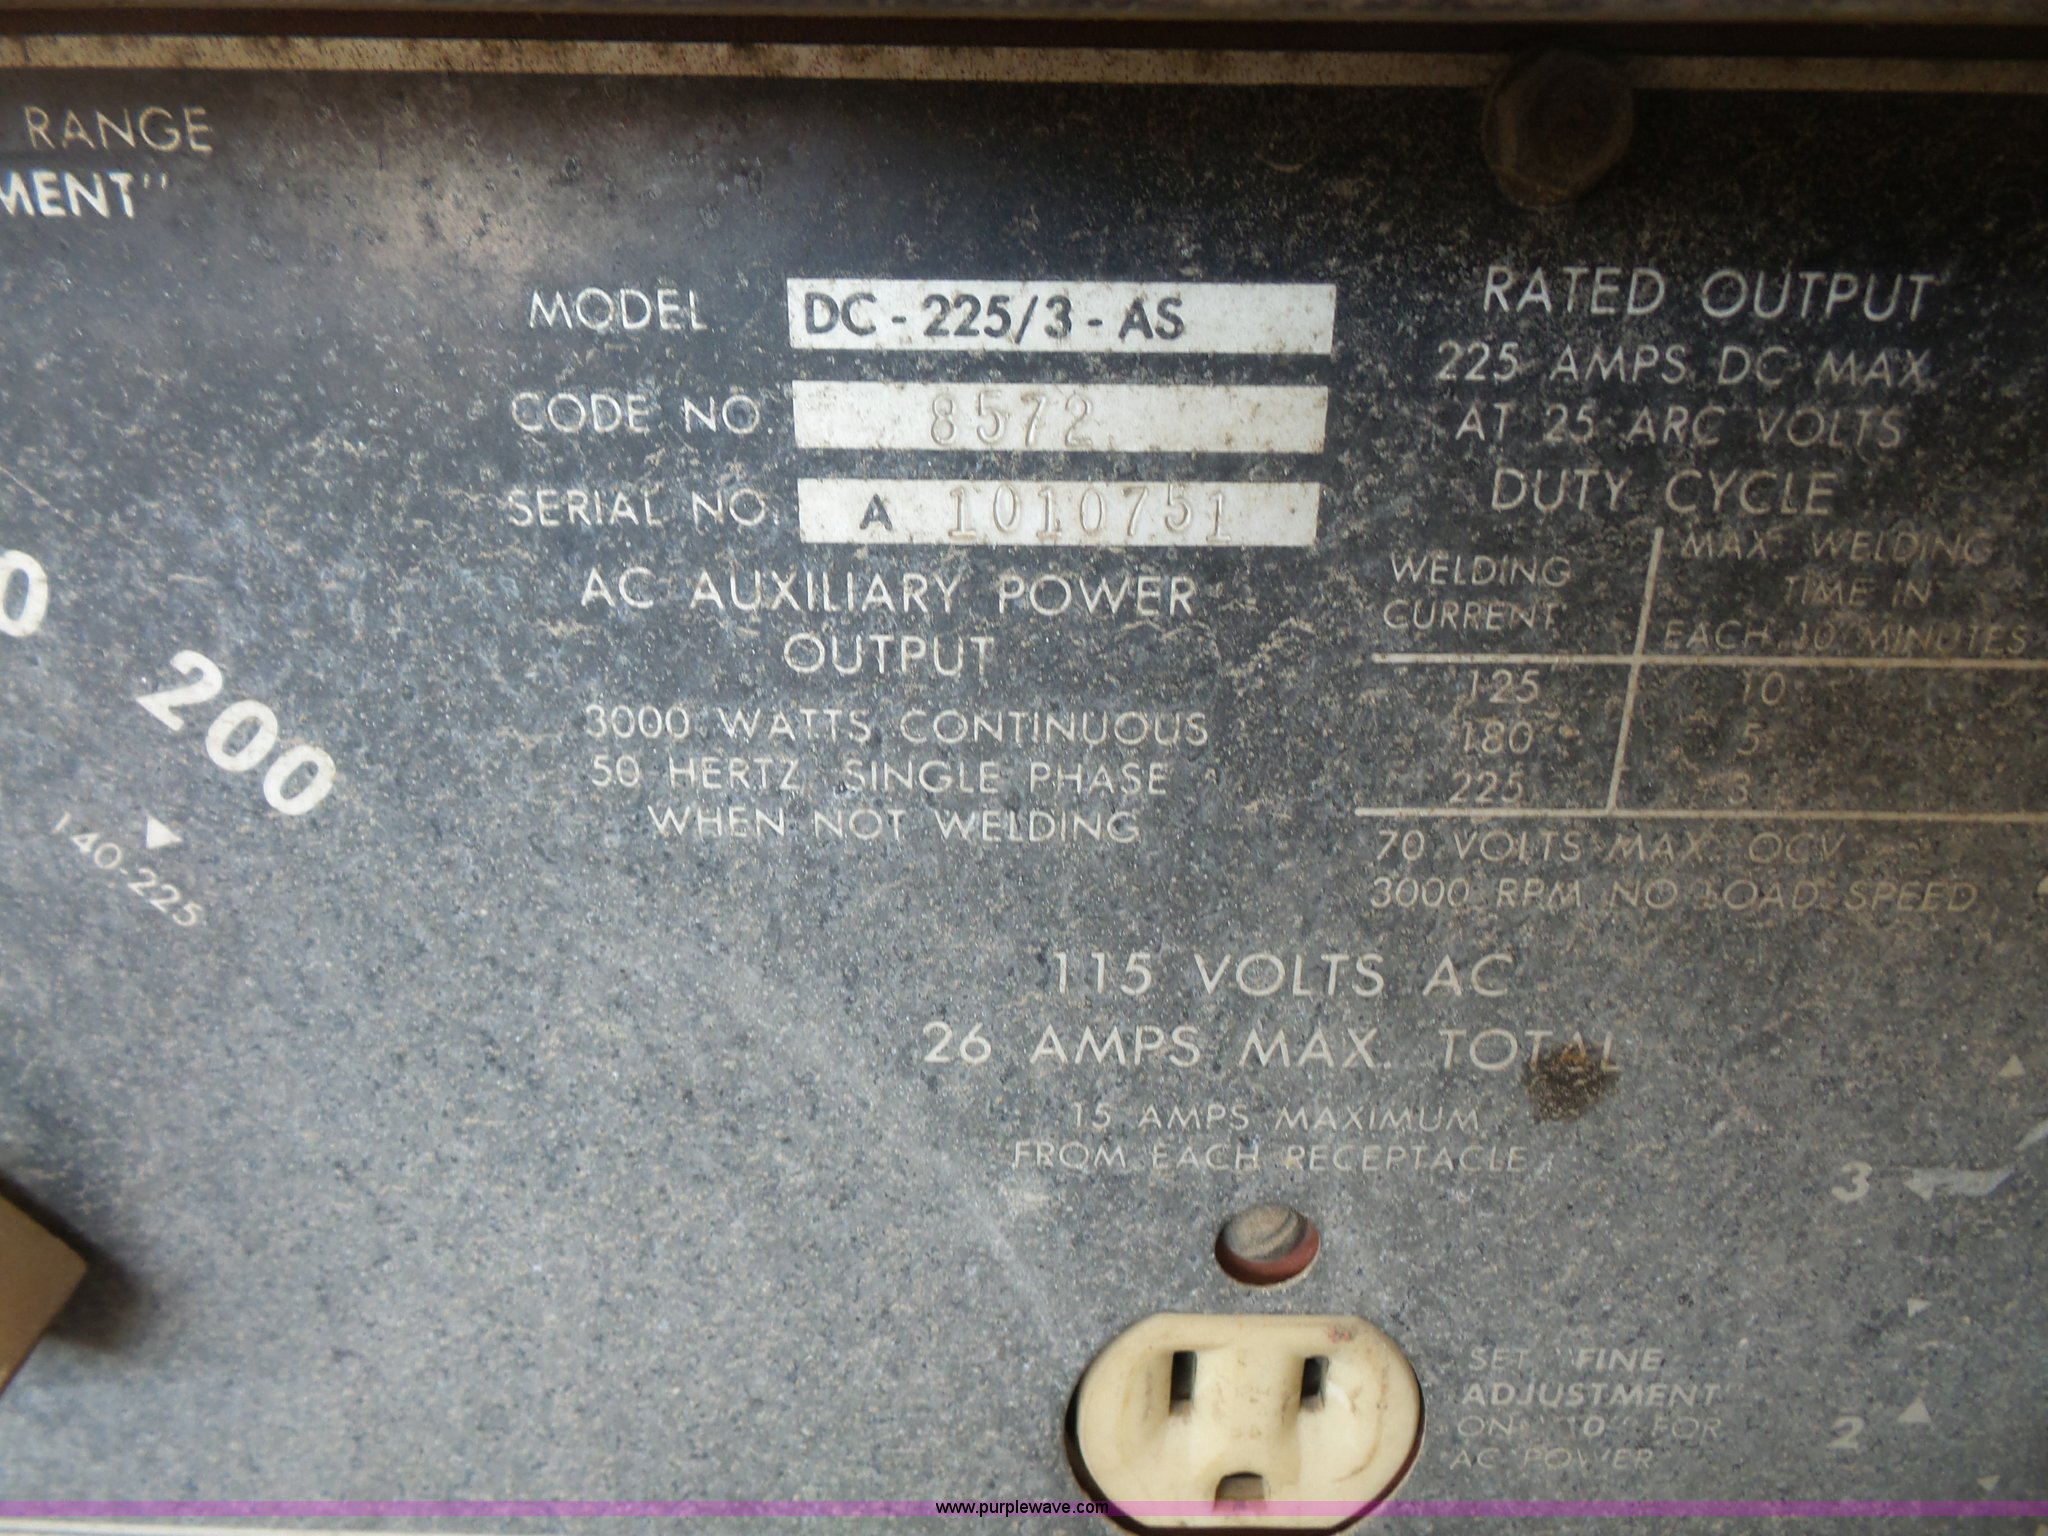 RANGE
MENT"
MODEL DC-225/3-AS
CODE NO. 8572
SERIAL NO. A 1010751
AC AUXILIARY POWER
OUTPUT
3000 WATTS CONTINUOUS
50 HERTZ, SINGLE PHASE
WHEN NOT WELDING
0
200
140-225
RATED OUTPUT
225 AMPS DC MAX.
AT 25 ARC VOLTS
DUTY CYCLE
WELDING CURRENT
MAX. WELDING
TIME IN
EACH 10 MINUTES
125 10
180 5
225 3
70 VOLTS MAX. OCV
3000 RPM NO LOAD SPEED
115 VOLTS AC
26 AMPS MAX. TOTAL
15 AMPS MAXIMUM
FROM EACH RECEPTACLE
3
SET "FINE
ADJUSTMENT"
ON "10" FOR
AC POWER
2
www.purplewave.com